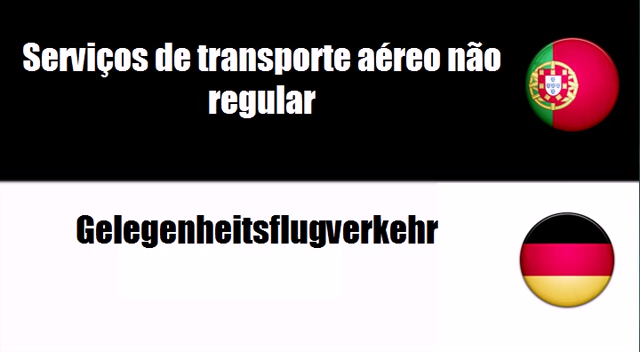 Serviços de transporte aéreo não
regular
Gelegenheitsflugverkehr